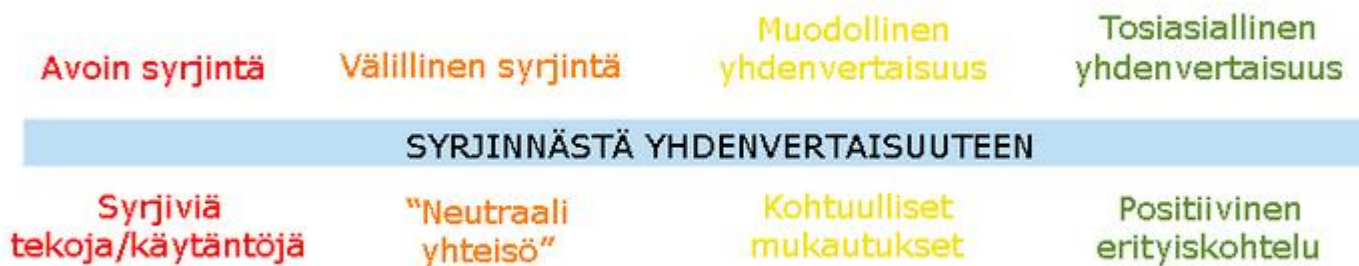 Avoin syrjintä
Välillinen syrjintä
Muodollinen
yhdenvertaisuus
Tosiasiallinen
yhdenvertaisuus
SYRJINNÄSTÄ YHDENVERTAISUUTEEN
Syrjiviä
tekoja/käytäntöjä
"Neutraali
yhteisö"
Kohtuulliset
mukautukset
Positiivinen
erityiskohtelu